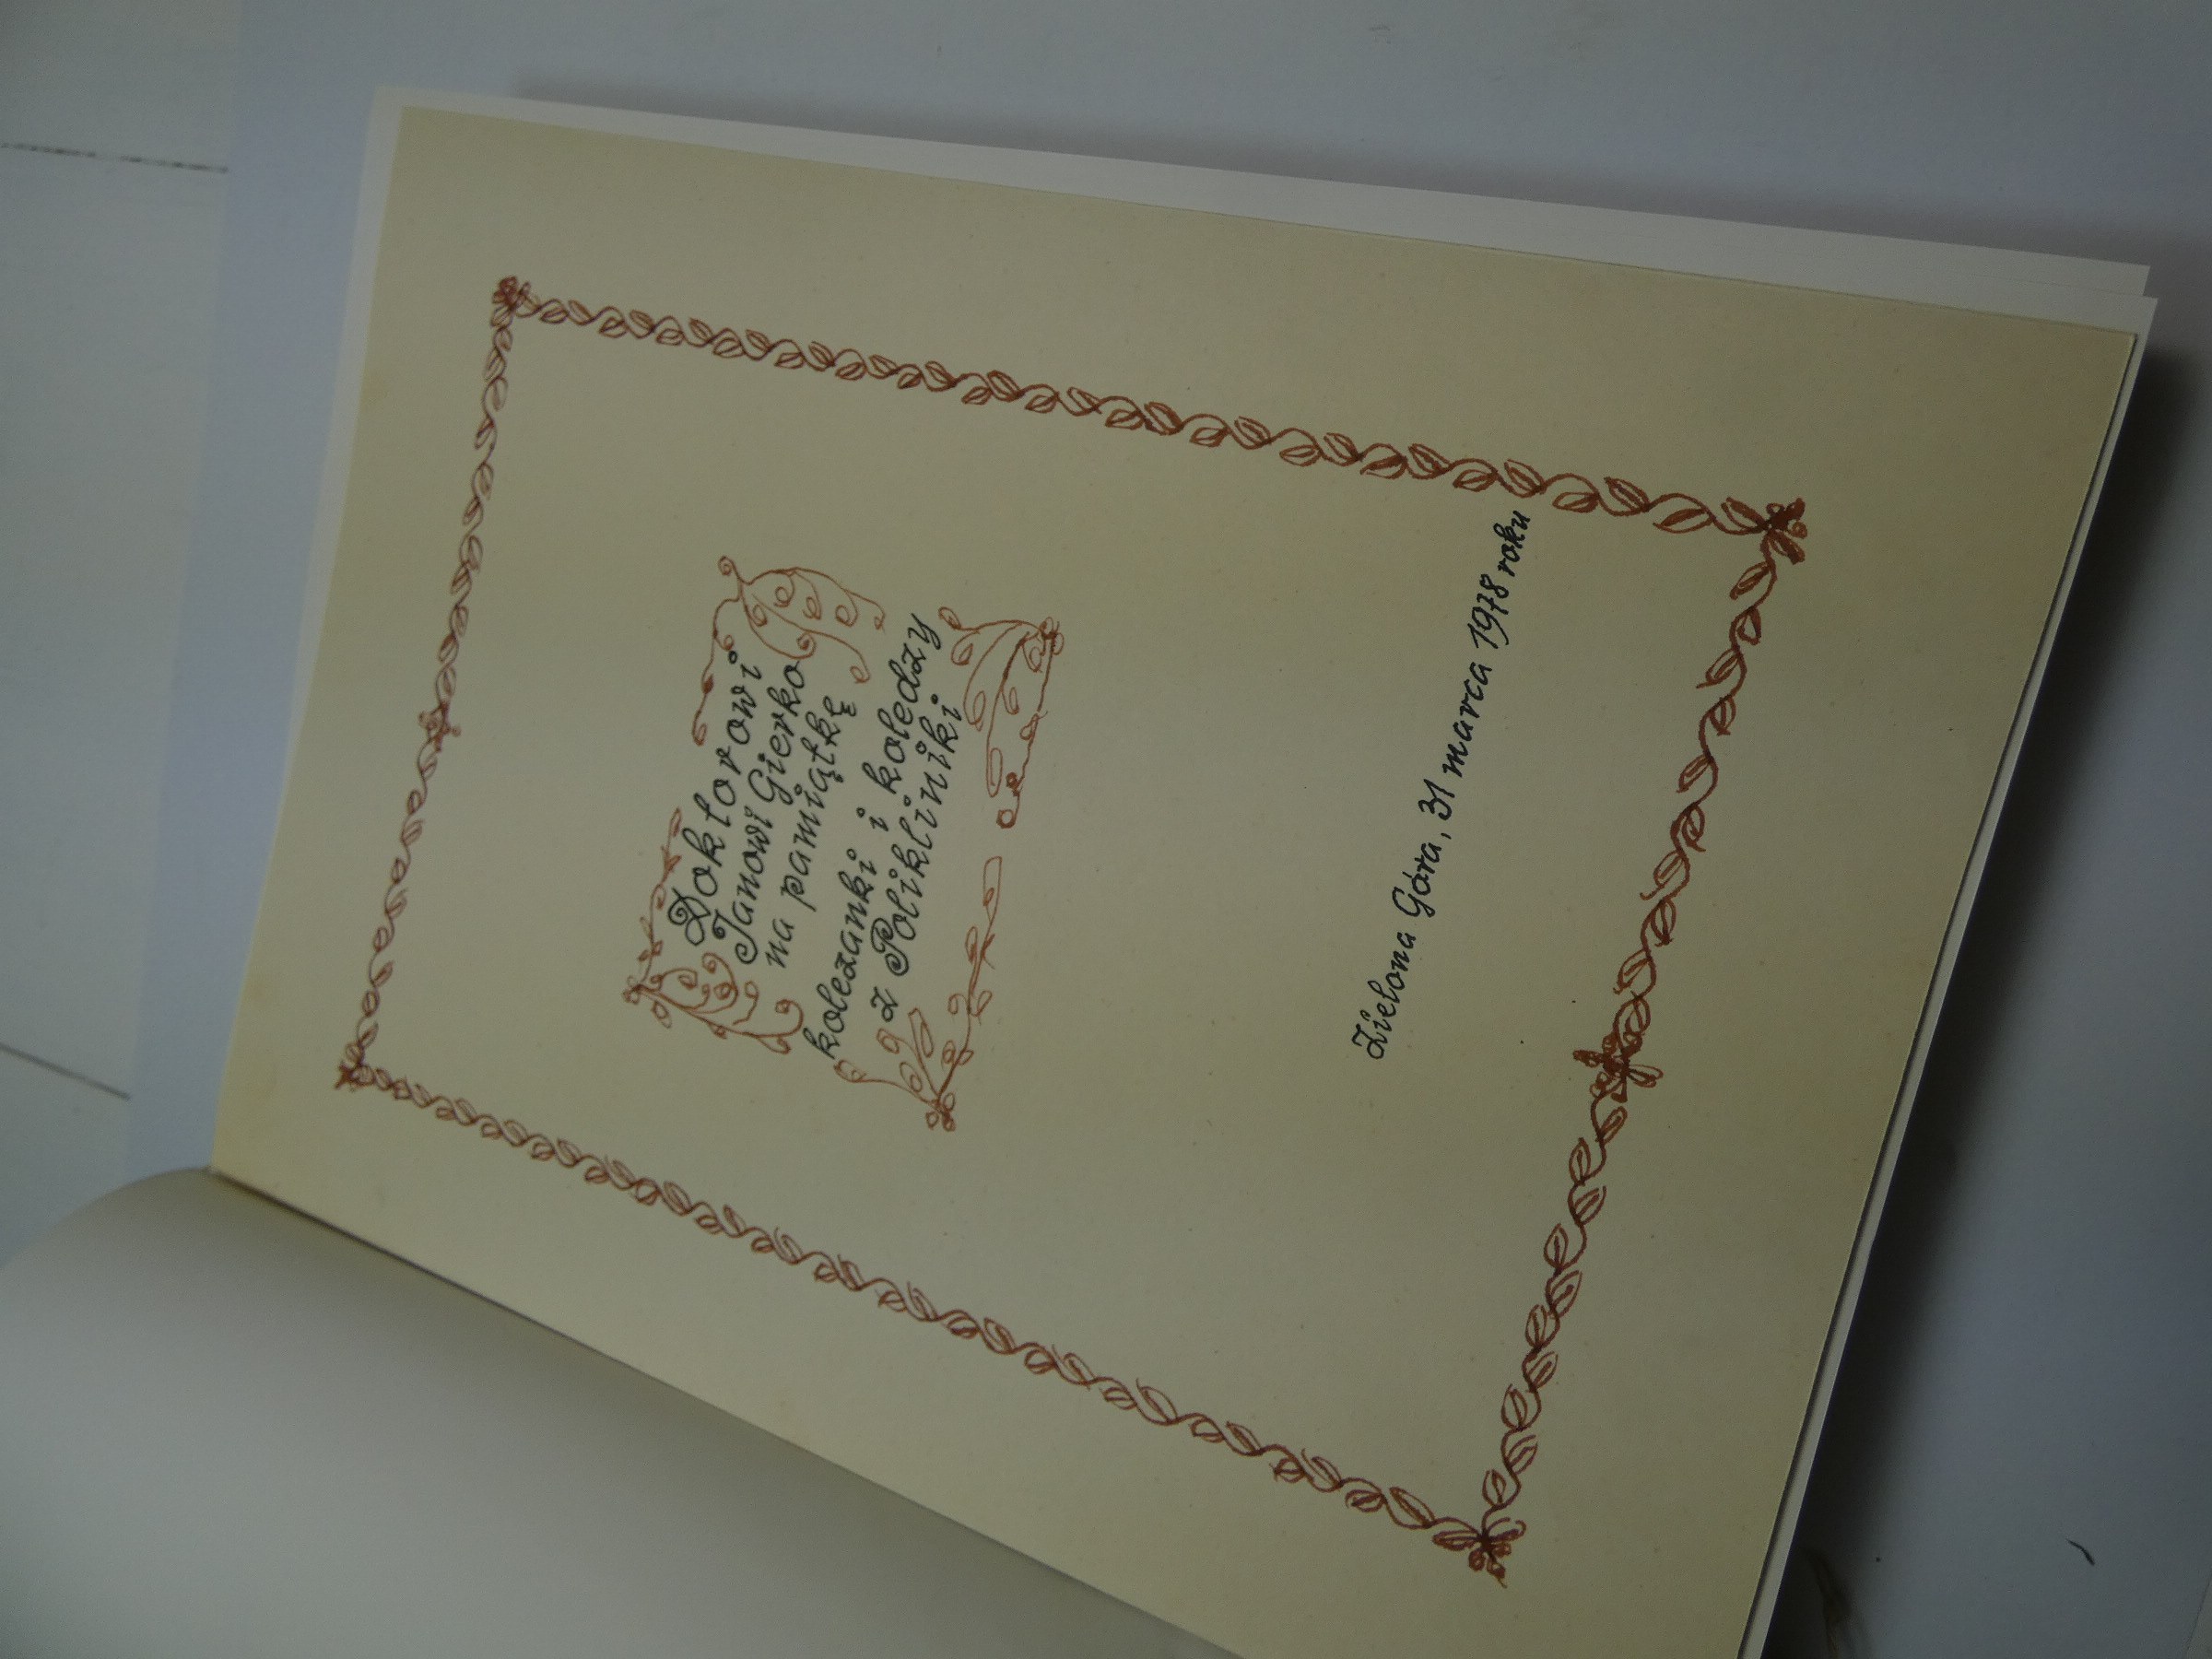 Doktorowi
Janowi Gierko
na pamiątkę
koleżanki i koledzy
z Polikliniki
Zielona Góra, 31 marca 1978 roku